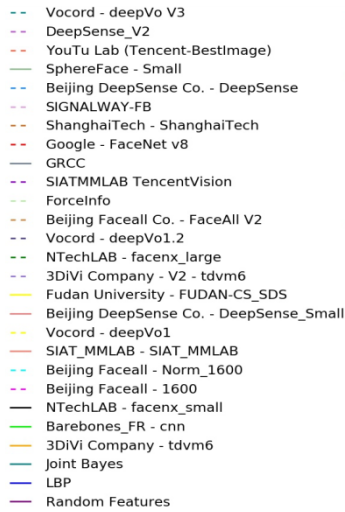 Vocord - deepVo V3
DeepSense_V2
YouTu Lab (Tencent-BestImage)
SphereFace - Small
Beijing DeepSense Co. - DeepSense
SIGNALWAY-FB
ShanghaiTech - ShanghaiTech
Google - FaceNet v8
GRCC
SIATMMLAB TencentVision
ForceInfo
Beijing Faceall Co. - FaceAll V2
Vocord - deepVo1.2
NTechLAB - facenx_large
3DiVi Company - V2 - tdvm6
Fudan University - FUDAN-CS_SDS
Beijing DeepSense Co. - DeepSense_Small
Vocord - deepVo1
SIAT_MMLAB - SIAT_MMLAB
Beijing Faceall - Norm_1600
Beijing Faceall - 1600
NTechLAB - facenx_small
Barebones_FR - cnn
3DiVi Company - tdvm6
Joint Bayes
LBP
Random Features